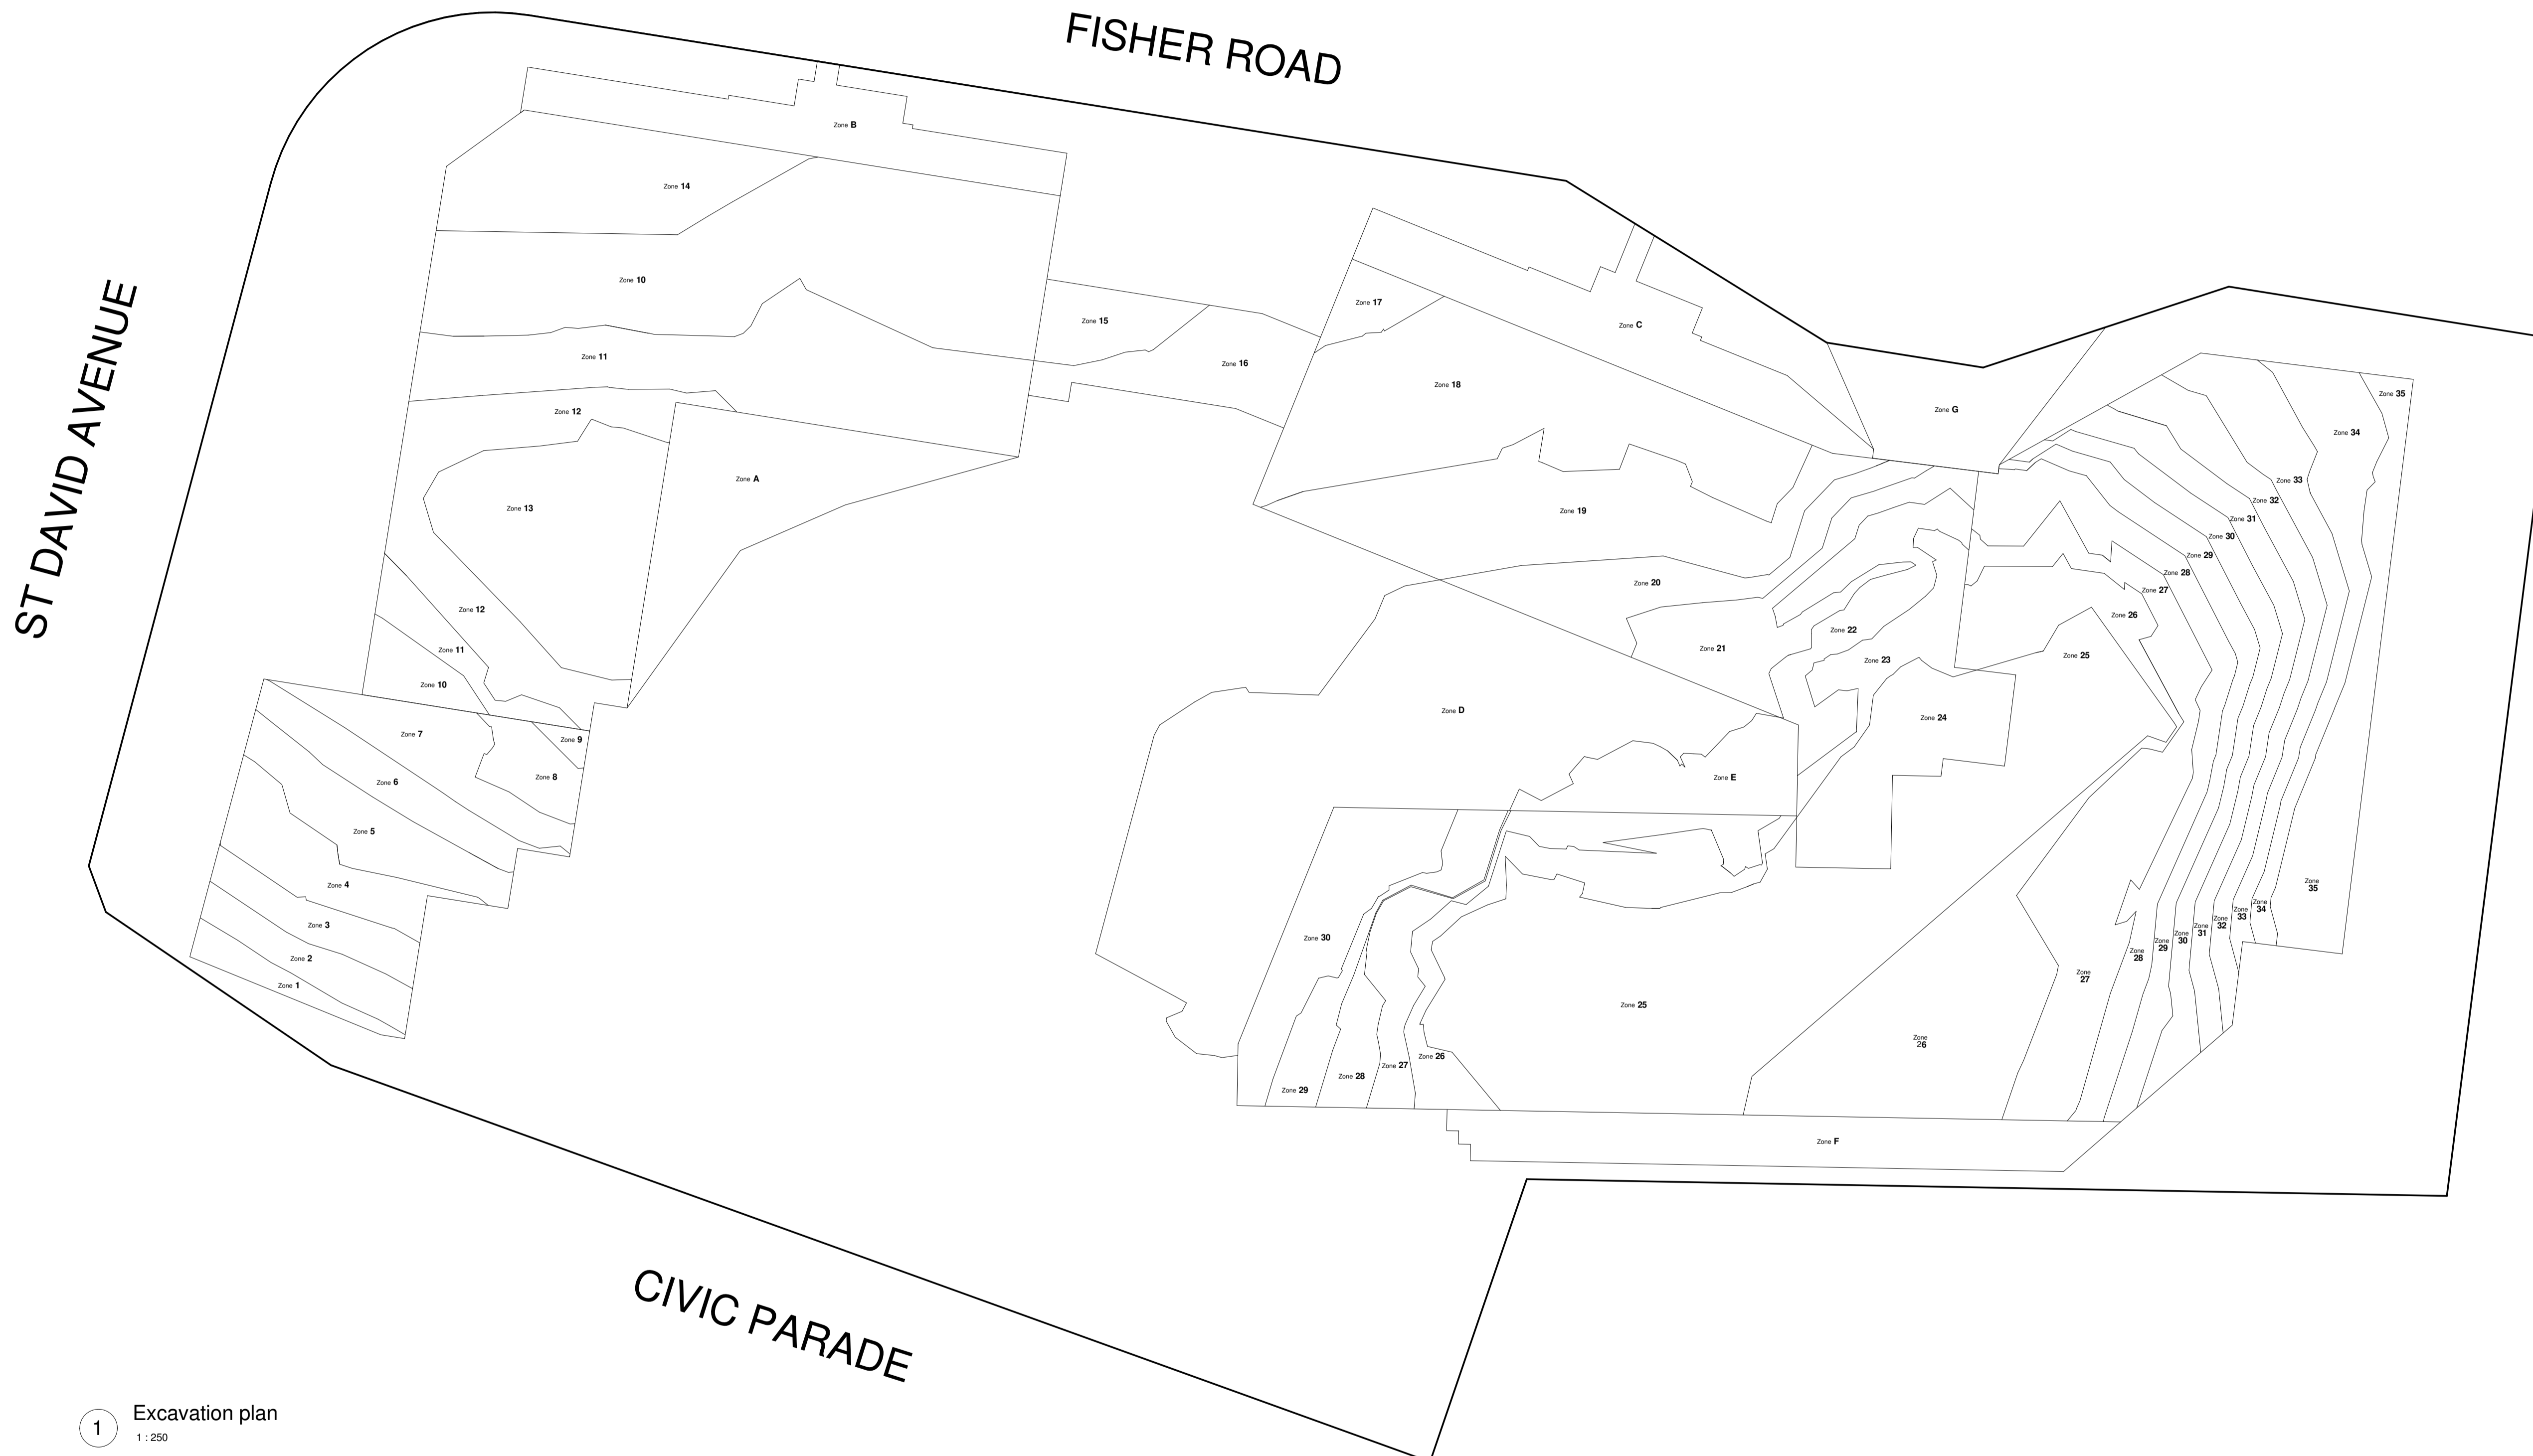 FISHER ROAD
ST DAVID AVENUE
CIVIC PARADE
Zone B
Zone 14
Zone 10
Zone 11
Zone 12
Zone A
Zone 13
Zone 12
Zone 11
Zone 10
Zone 15
Zone 16
Zone 17
Zone C
Zone 18
Zone 19
Zone G
Zone 20
Zone 21
Zone 22
Zone 23
Zone 24
Zone D
Zone E
Zone 7
Zone 9
Zone 8
Zone 6
Zone 5
Zone 4
Zone 3
Zone 2
Zone 1
Zone 35
Zone 34
Zone 33
Zone 32
Zone 31
Zone 30
Zone 29
Zone 28
Zone 27
Zone 26
Zone 25
Zone 30
Zone 29
Zone 28
Zone 27
Zone 26
Zone 25
Zone
26
Zone
27
Zone
28
Zone
29
Zone
30
Zone
31
Zone
32
Zone
33
Zone
34
Zone
35
Zone F
1
Excavation plan
1 : 250